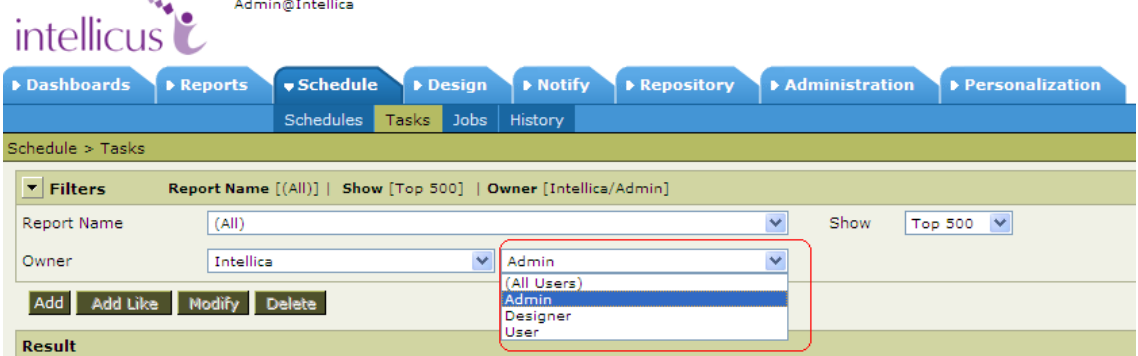 Admin@Intellica
intellicus
Dashboards Reports Schedule Design Notify Repository Administration Personalization
Schedules Tasks Jobs History
Schedule > Tasks
Filters Report Name [(All)] | Show [Top 500] | Owner [Intellica/Admin]
Report Name (All) Show Top 500
Owner Intellica Admin
(All Users)
Admin
Designer
User
Add Add Like Modify Delete
Result